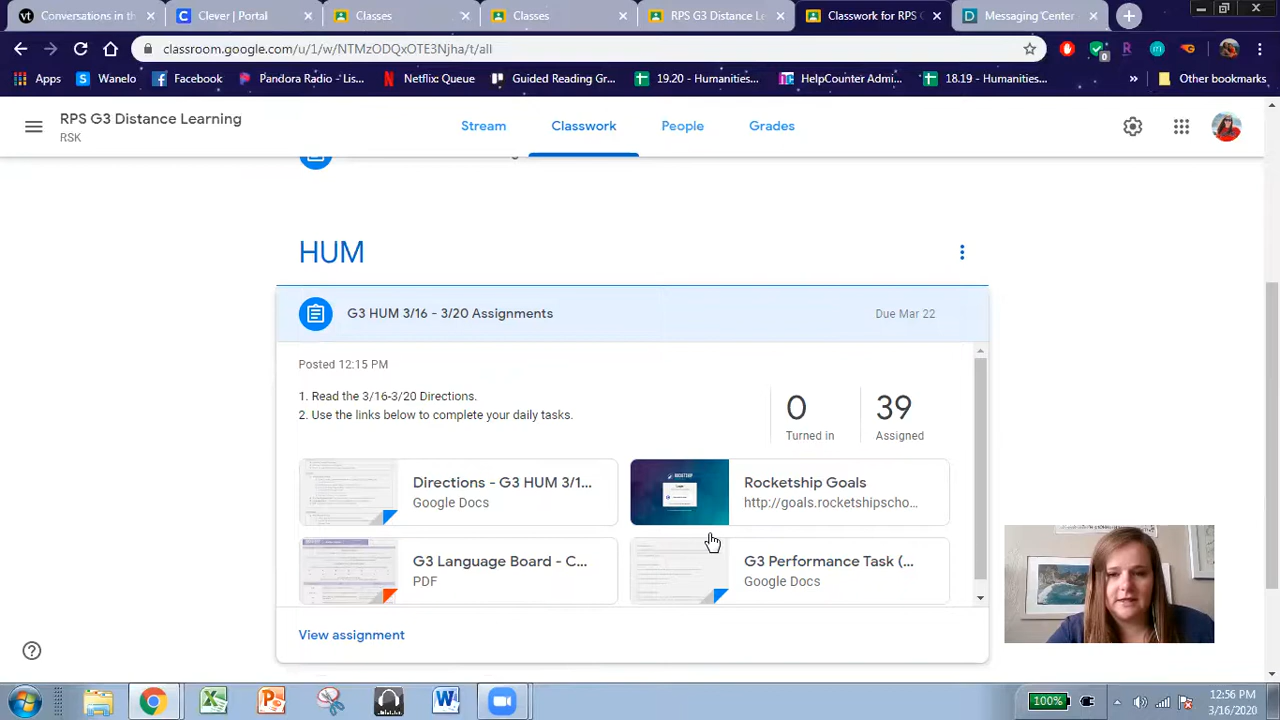 Conversations in th
Clever | Portal
Classes
Classes
RPS G3 Distance Le
Classwork for RPS G
Messaging Center
classroom.google.com/u/1/w/NTMzODQxOTE3Njha/t/all
Apps
Wanelo
Facebook
Pandora Radio -˙Lis...
Netflix Queue
Guided Reading Gr...
19.20 - Humanities...
HelpCounter Admi...
18.19 - Humanities...
»
Other bookmarks
RPS G3 Distance Learning
RSK
Stream
Classwork
People
Grades
HUM
G3 HUM 3/16 - 3/20 Assignments
Due Mar 22
Posted 12:15 PM
1. Read the 3/16-3/20 Directions.
2. Use the links below to complete your daily tasks.
0
Turned in
39
Assigned
Directions - G3 HUM 3/1...
Google Docs
Rocketship Goals
http://goals.rocketshipscho...
G3 Language Board - C...
PDF
G3 Performance Task (...
Google Docs
View assignment
100%
12:56 PM
3/16/2020